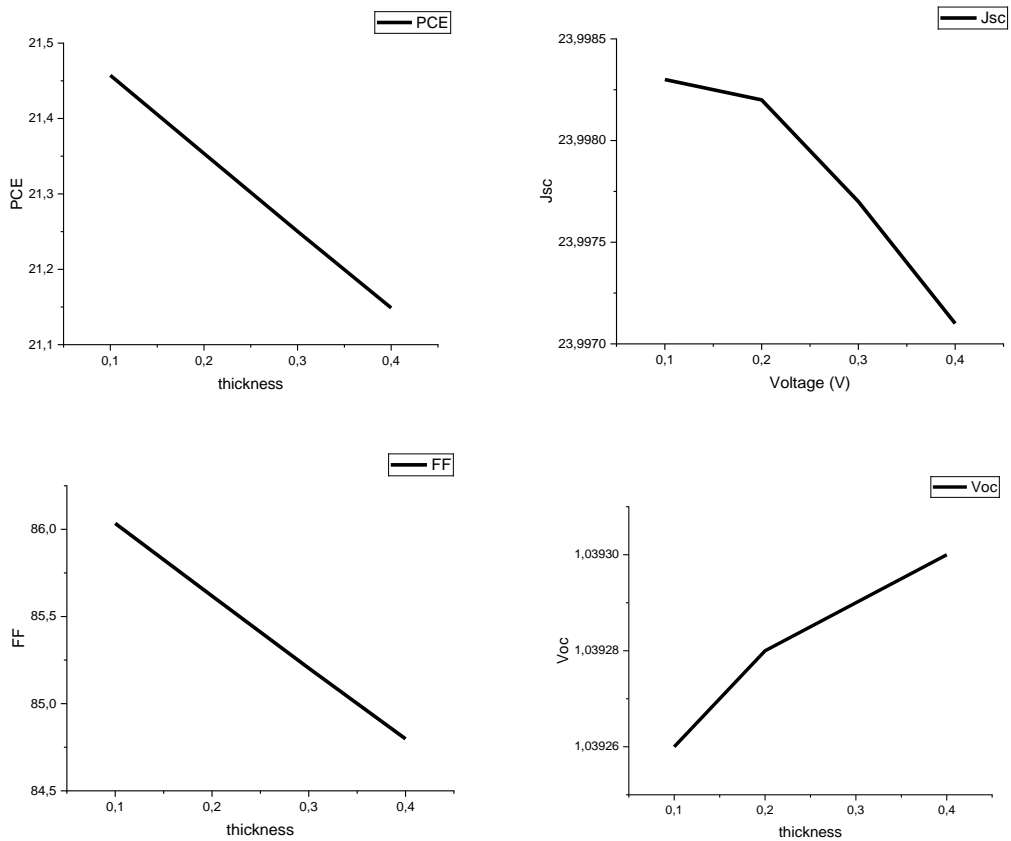 PCE
21,5
21,4
21,3
21,2
21,1
PCE
0,1 0,2 0,3 0,4
thickness
Jsc
23,9985
23,9980
23,9975
23,9970
Jsc
0,1 0,2 0,3 0,4
Voltage (V)
FF
86,0
85,5
85,0
84,5
FF
0,1 0,2 0,3 0,4
thickness
Voc
1,03930
1,03928
1,03926
Voc
0,1 0,2 0,3 0,4
thickness